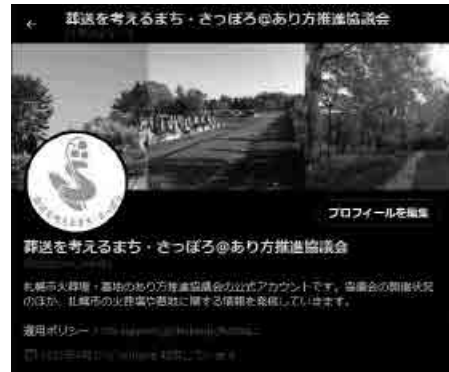 ← 葬送を考えるまち・さっぽろ@あり方推進協議会
プロフィールを編集
葬送を考えるまち・さっぽろ@あり方推進協議会
札幌市火葬場・墓地のあり方推進協議会の公式アカウントです。協議会の開催状況
のほか、札幌市の火葬場や墓地に関する情報を発信していきます。
運用ポリシー